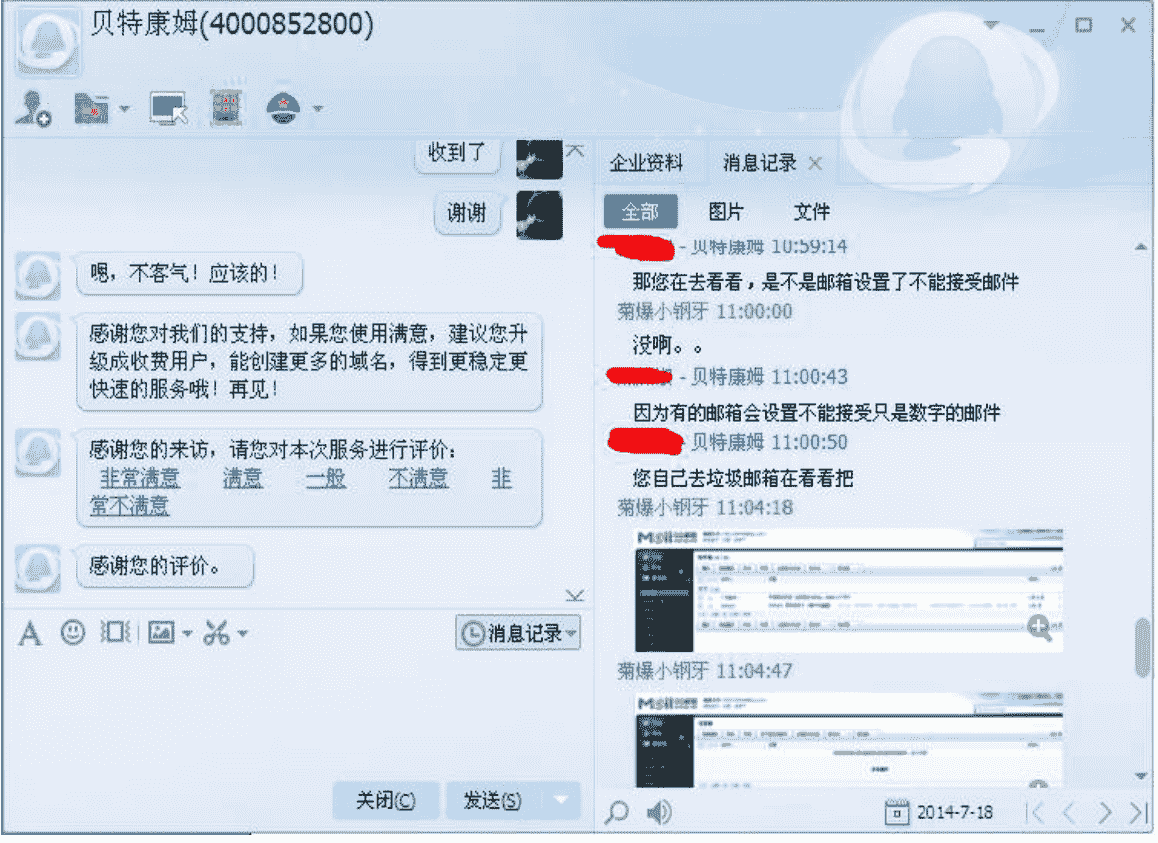 贝特康姆(4000852800)
收到了
谢谢
嗯，不客气！应该的！
感谢您对我们的支持，如果您使用满意，建议您升
级成收费用户，能创建更多的域名，得到更稳定更
快速的服务哦！再见！
感谢您的来访，请您对本次服务进行评价：
非常满意 满意 一般 不满意 非
常不满意
感谢您的评价。
消息记录
关闭(C) 发送(S)
企业资料 消息记录
全部 图片 文件
- 贝特康姆 10:59:14
那您在去看看，是不是邮箱设置了不能接受邮件
菊爆小钢牙 11:00:00
没啊。。
- 贝特康姆 11:00:43
因为有的邮箱会设置不能接受只是数字的邮件
贝特康姆 11:00:50
您自己去垃圾邮箱在看看把
菊爆小钢牙 11:04:18
菊爆小钢牙 11:04:47
2014-7-18